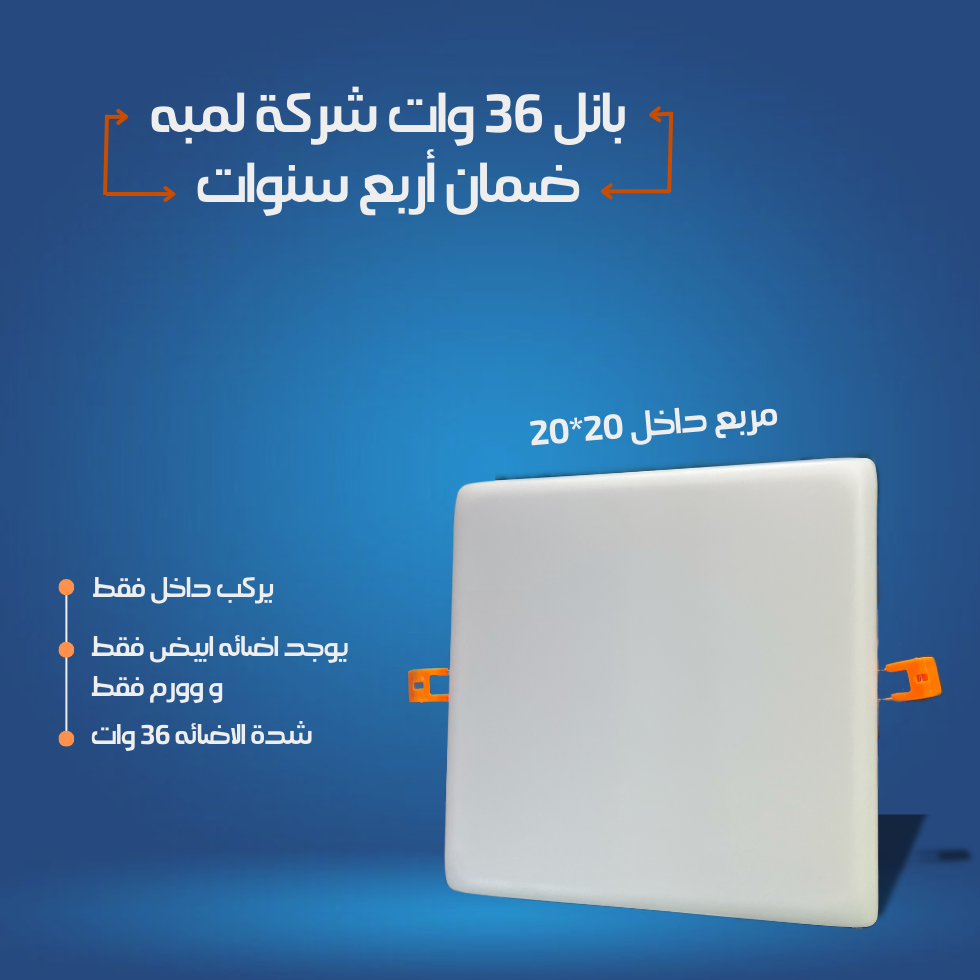 بانل 36 وات شركة لمبه
ضمان أربع سنوات
مربع داخل 20*20
يركب داخل فقط
يوجد اضائه ابيض فقط
و وورم فقط
شدة الاضائه 36 وات